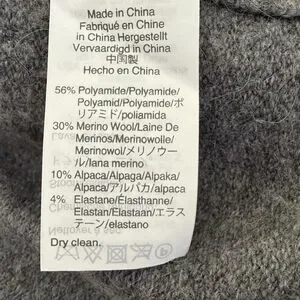 Made in China
Fabriqué en Chine
in China Hergestellt
Vervaardigd in China
中国製
Hecho en China
56% Polyamide/Polyamide/
Polyamid/Polyamide/ポ
リアミド/poliamida
30% Merino Wool/Laine De
Merinos/Merinowolle/
Merinowol/メリノウー
ル/lana merino
10% Alpaca/Alpaga/Alpaka/
Alpaca/アルパカ/alpaca
4% Elastane/Élasthanne/
Elastan/Elastaan/エラス
テーン/elastano
Dry clean.